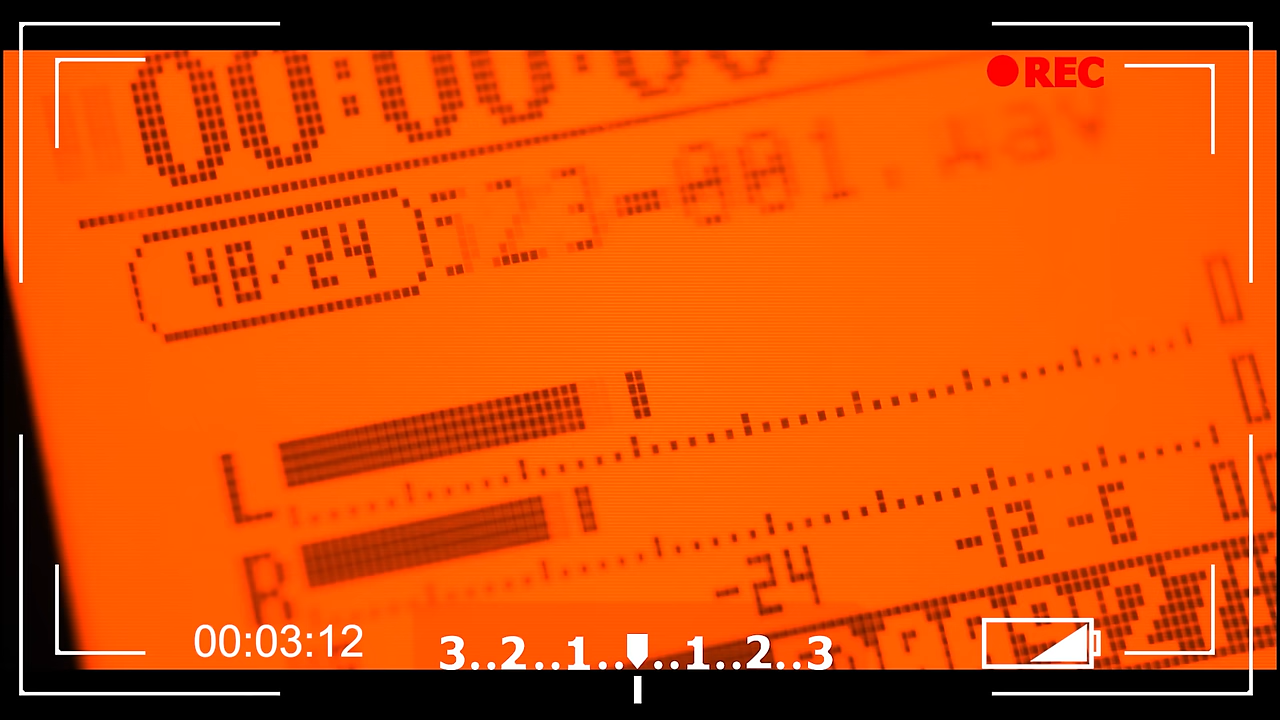 00:00:00
REC
48/24 123-001.wav
L
R
-24 -12 -6 0
00:03:12
3..2..1.. ..1..2..3